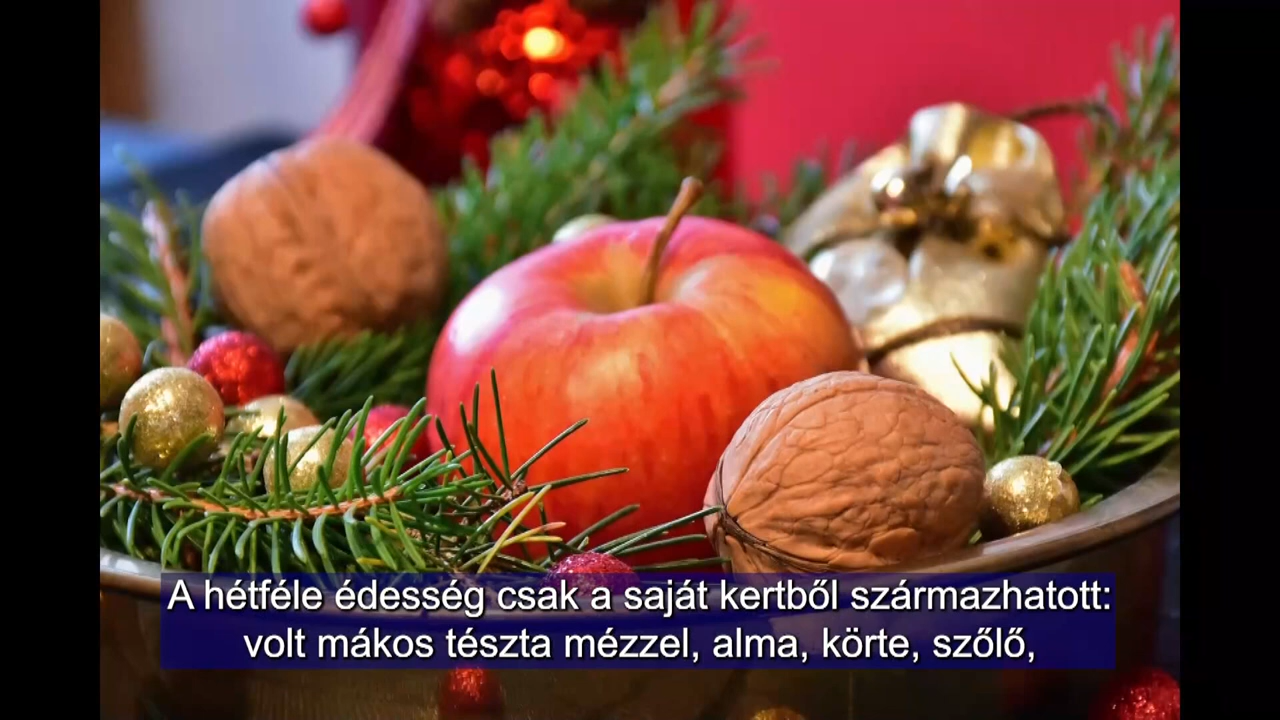 A hétféle édesség csak a saját kertből származhatott:
volt mákos tészta mézzel, alma, körte, szőlő,